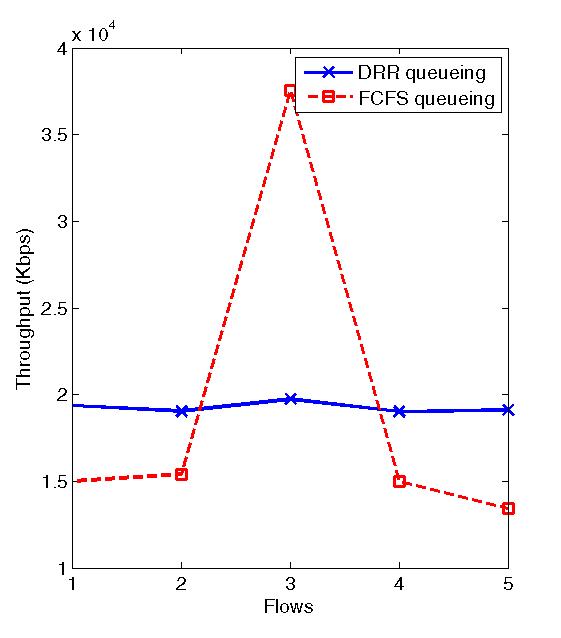 x 10^4
4
3.5
3
2.5
2
1.5
1
Throughput (Kbps)
DRR queueing
FCFS queueing
1 2 3 4 5
Flows